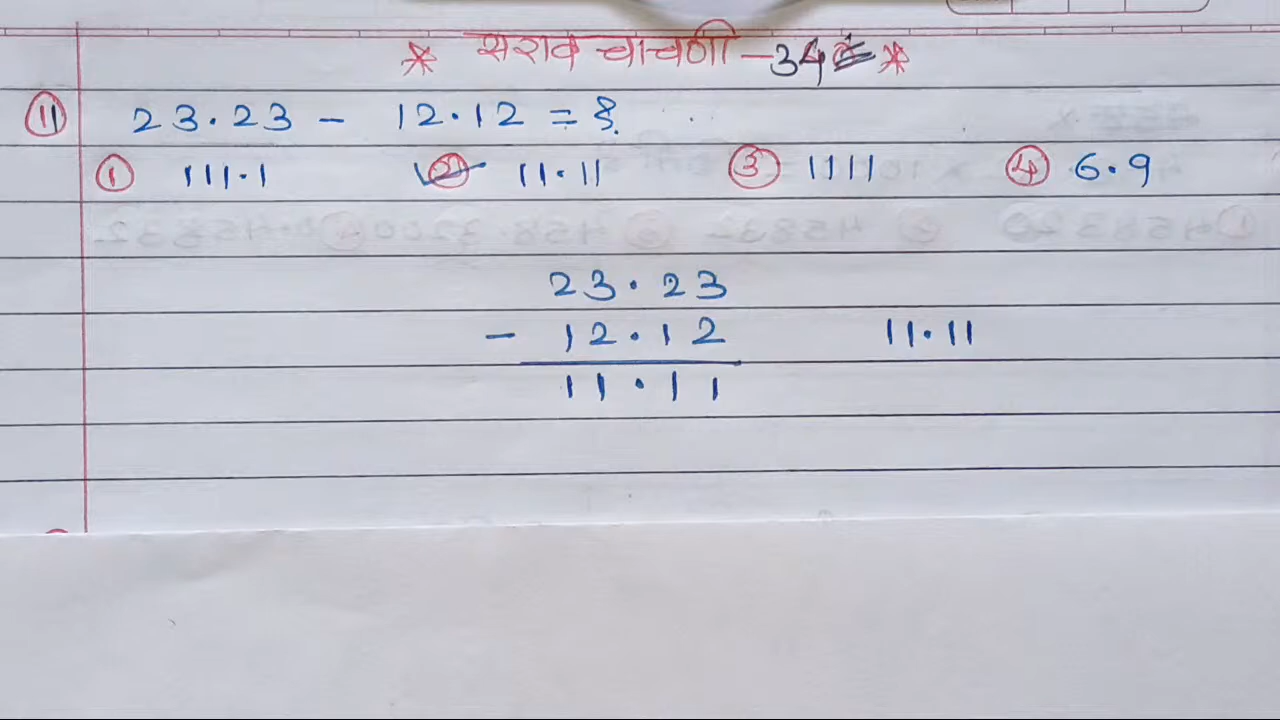 * सराव चाचणी - 34 *
11 23.23 - 12.12 = ?
1 111.1 2 11.11 3 1111 4 6.9
23.23
- 12.12 11.11
11.11